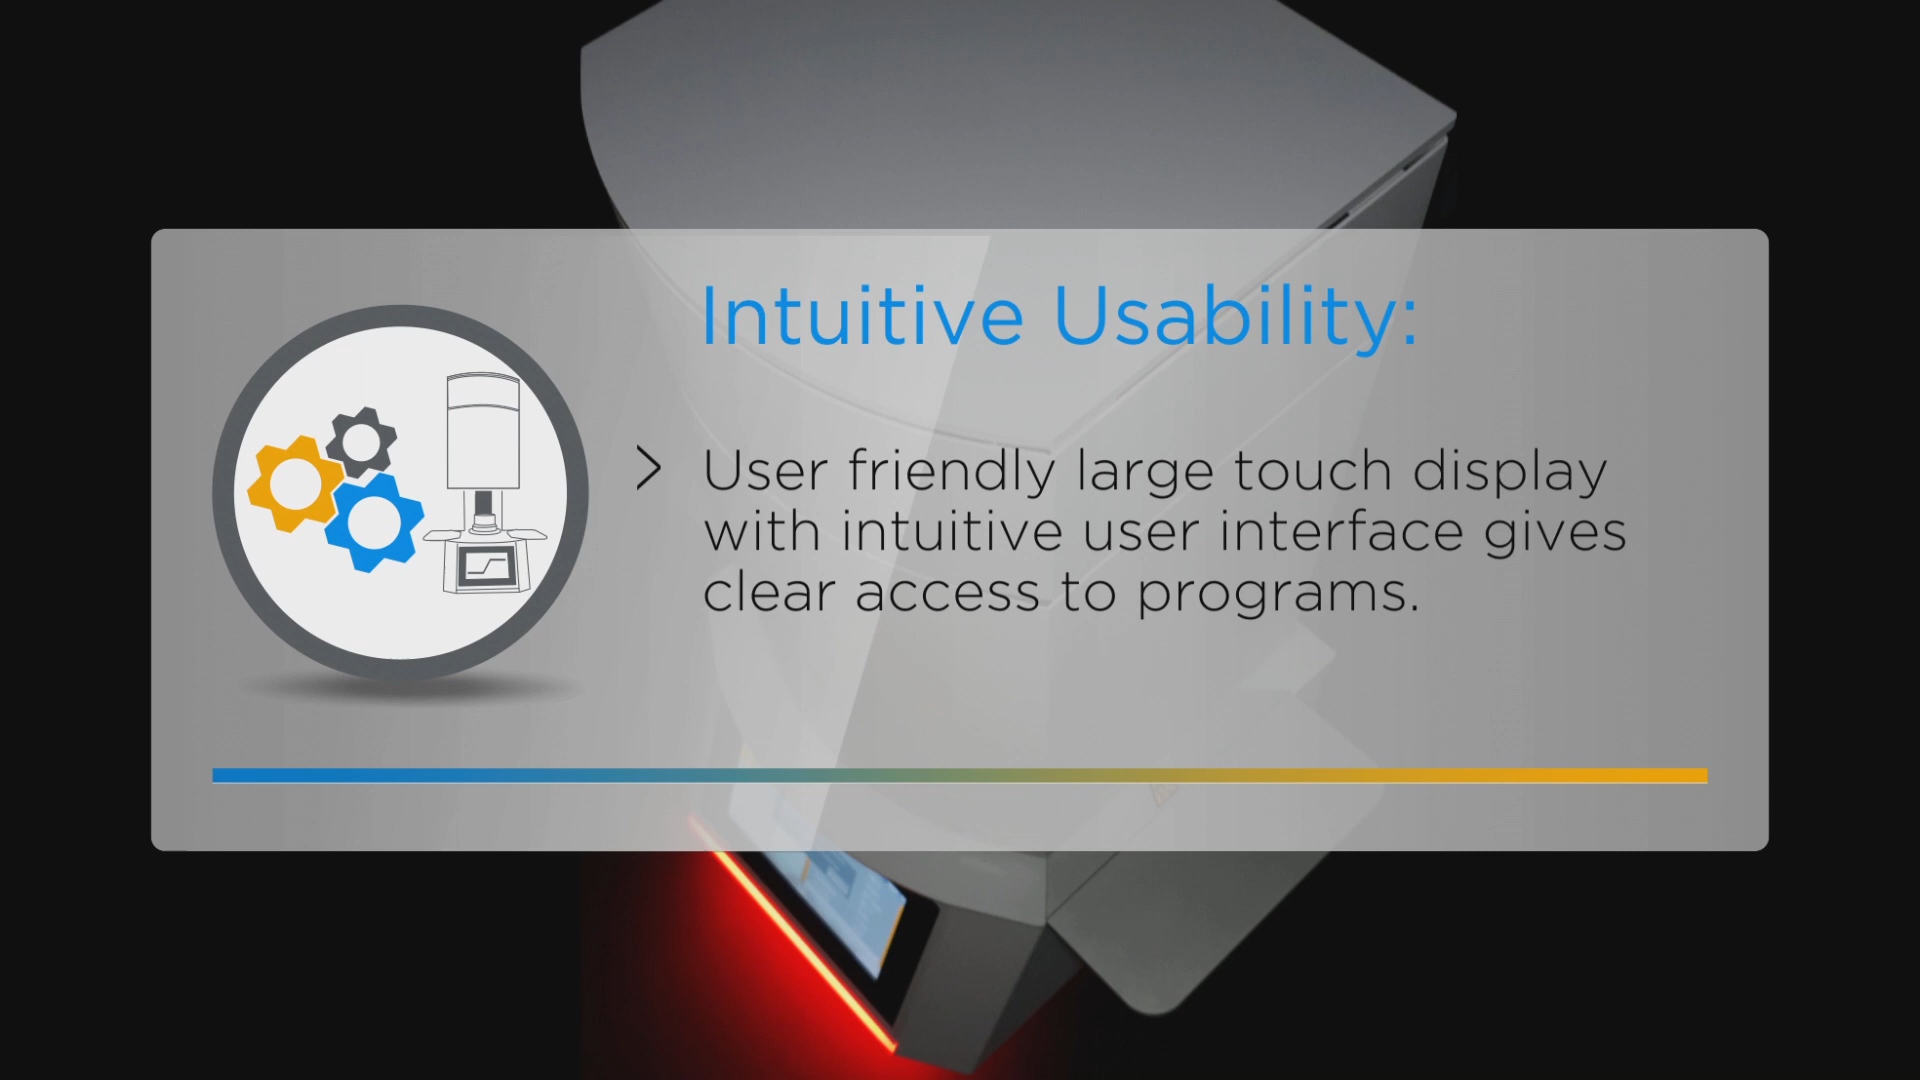 Intuitive Usability:
> User friendly large touch display
with intuitive user interface gives
clear access to programs.